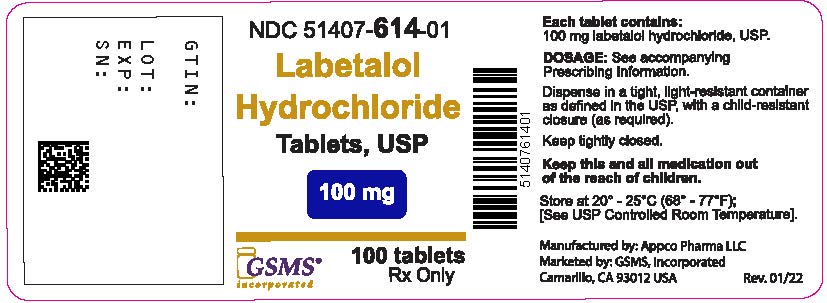 GTIN:
LOT:
EXP:
SN:
NDC 51407-614-01
Labetalol
Hydrochloride
Tablets, USP
100 mg
GSMS®
incorporated
100 tablets
Rx Only
5140761401
Each tablet contains:
100 mg labetalol hydrochloride, USP.
DOSAGE: See accompanying
Prescribing Information.
Dispense in a tight, light-resistant container
as defined in the USP, with a child-resistant
closure (as required).
Keep tightly closed.
Keep this and all medication out
of the reach of children.
Store at 20° - 25°C (68° - 77°F);
[See USP Controlled Room Temperature].
Manufactured by: Appco Pharma LLC
Marketed by: GSMS, Incorporated
Camarillo, CA 93012 USA Rev. 01/22